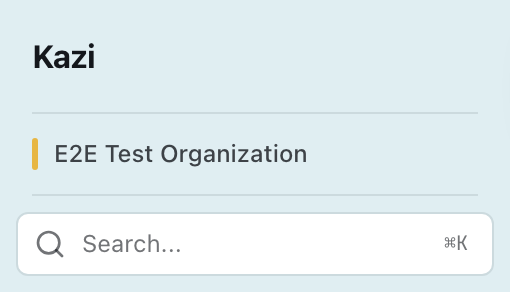 Kazi
E2E Test Organization
Search...
⌘K